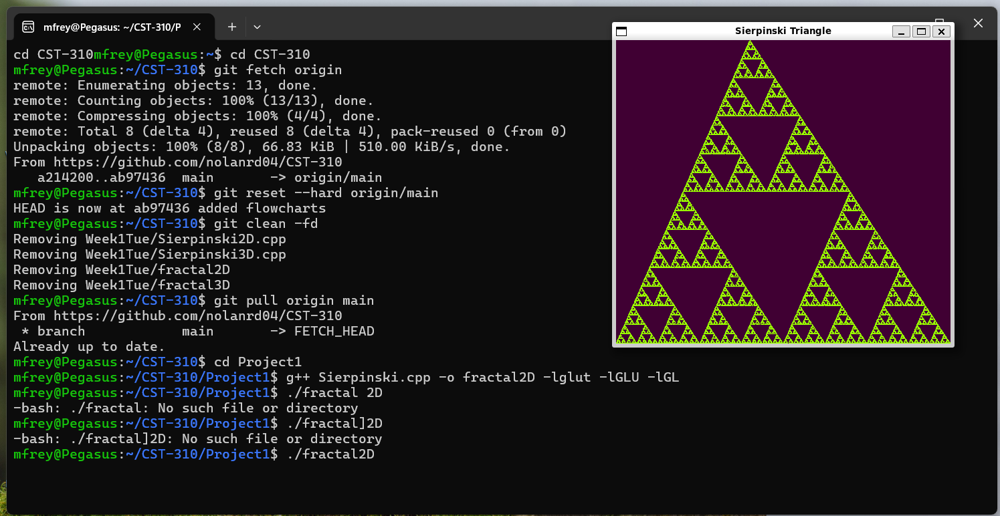 mfrey@Pegasus: ~/CST-310/P
cd CST-310mfrey@Pegasus:~$ cd CST-310
mfrey@Pegasus:~/CST-310$ git fetch origin
remote: Enumerating objects: 13, done.
remote: Counting objects: 100% (13/13), done.
remote: Compressing objects: 100% (4/4), done.
remote: Total 8 (delta 4), reused 8 (delta 4), pack-reused 0 (from 0)
Unpacking objects: 100% (8/8), 66.83 KiB | 510.00 KiB/s, done.
From https://github.com/nolanrd04/CST-310
   a214200..ab97436  main       -> origin/main
mfrey@Pegasus:~/CST-310$ git reset --hard origin/main
HEAD is now at ab97436 added flowcharts
mfrey@Pegasus:~/CST-310$ git clean -fd
Removing Week1Tue/Sierpinski2D.cpp
Removing Week1Tue/Sierpinski3D.cpp
Removing Week1Tue/fractal2D
Removing Week1Tue/fractal3D
mfrey@Pegasus:~/CST-310$ git pull origin main
From https://github.com/nolanrd04/CST-310
 * branch            main       -> FETCH_HEAD
Already up to date.
mfrey@Pegasus:~/CST-310$ cd Project1
mfrey@Pegasus:~/CST-310/Project1$ g++ Sierpinski.cpp -o fractal2D -lglut -lGLU -lGL
mfrey@Pegasus:~/CST-310/Project1$ ./fractal 2D
-bash: ./fractal: No such file or directory
mfrey@Pegasus:~/CST-310/Project1$ ./fractal]2D
-bash: ./fractal]2D: No such file or directory
mfrey@Pegasus:~/CST-310/Project1$ ./fractal2D
Sierpinski Triangle